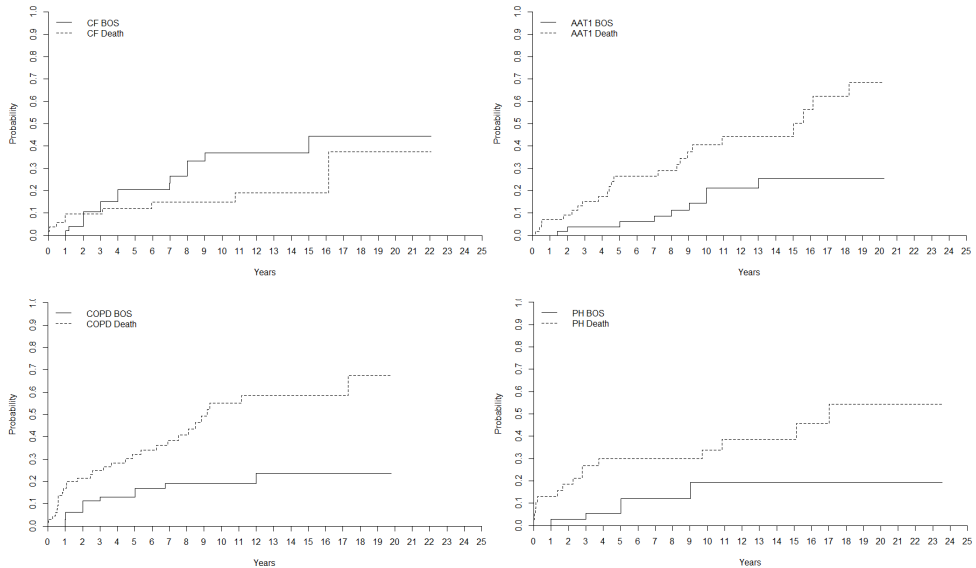 CF BOS
CF Death
Probability
0.0 0.1 0.2 0.3 0.4 0.5 0.6 0.7 0.8 0.9 1.0
0 1 2 3 4 5 6 7 8 9 10 11 12 13 14 15 16 17 18 19 20 21 22 23 24 25
Years
AAT1 BOS
AAT1 Death
Probability
0.0 0.1 0.2 0.3 0.4 0.5 0.6 0.7 0.8 0.9 1.0
0 1 2 3 4 5 6 7 8 9 10 11 12 13 14 15 16 17 18 19 20 21 22 23 24 25
Years
COPD BOS
COPD Death
Probability
0.0 0.1 0.2 0.3 0.4 0.5 0.6 0.7 0.8 0.9 1.0
0 1 2 3 4 5 6 7 8 9 10 11 12 13 14 15 16 17 18 19 20 21 22 23 24 25
Years
PH BOS
PH Death
Probability
0.0 0.1 0.2 0.3 0.4 0.5 0.6 0.7 0.8 0.9 1.0
0 1 2 3 4 5 6 7 8 9 10 11 12 13 14 15 16 17 18 19 20 21 22 23 24 25
Years